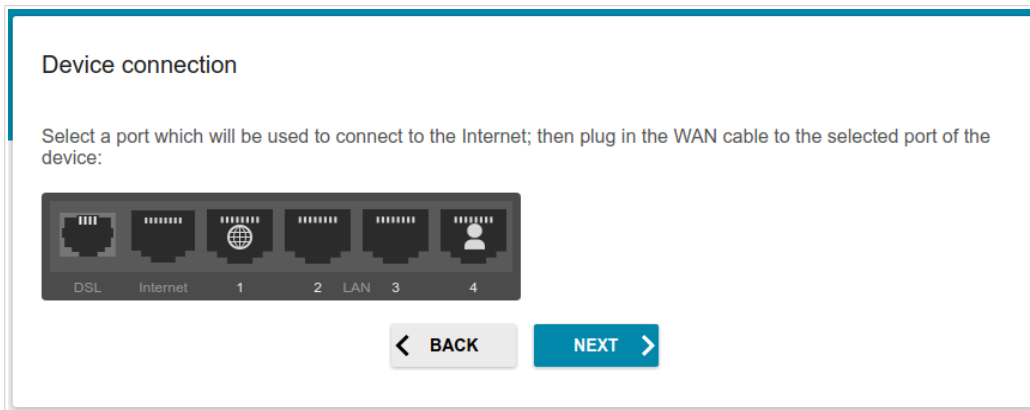 Device connection
Select a port which will be used to connect to the Internet; then plug in the WAN cable to the selected port of the
device:
DSL Internet 1 2 LAN 3 4
BACK NEXT